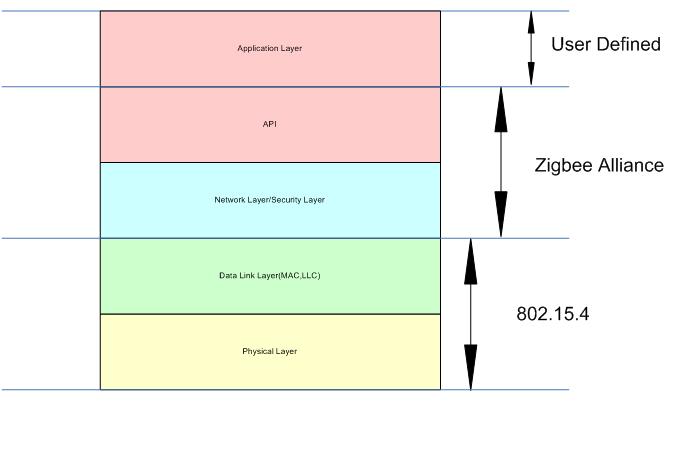 Application Layer
User Defined
API
Zigbee Alliance
Network Layer/Security Layer
Data Link Layer(MAC,LLC)
802.15.4
Physical Layer